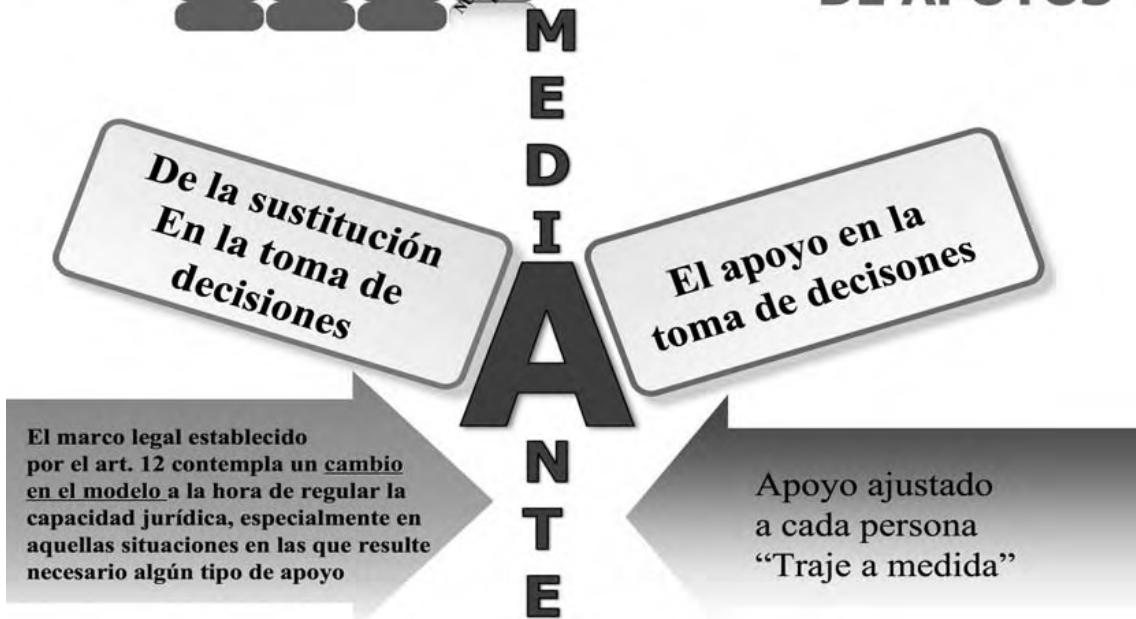 DE APOYOS
MEDIANTE
De la sustitución
En la toma de
decisiones
El apoyo en la
toma de decisones
El marco legal establecido
por el art. 12 contempla un cambio
en el modelo a la hora de regular la
capacidad jurídica, especialmente en
aquellas situaciones en las que resulte
necesario algún tipo de apoyo
Apoyo ajustado
a cada persona
“Traje a medida”